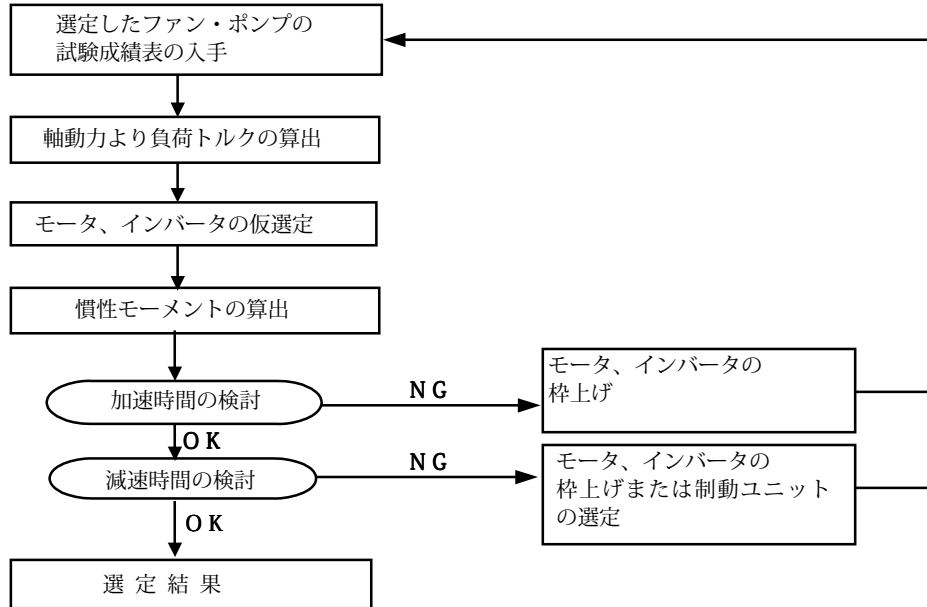 選定したファン・ポンプの
試験成績表の入手
軸動力より負荷トルクの算出
モータ、インバータの仮選定
慣性モーメントの算出
加速時間の検討
NG
モータ、インバータの
枠上げ
OK
減速時間の検討
NG
モータ、インバータの
枠上げまたは制動ユニット
の選定
OK
選定結果